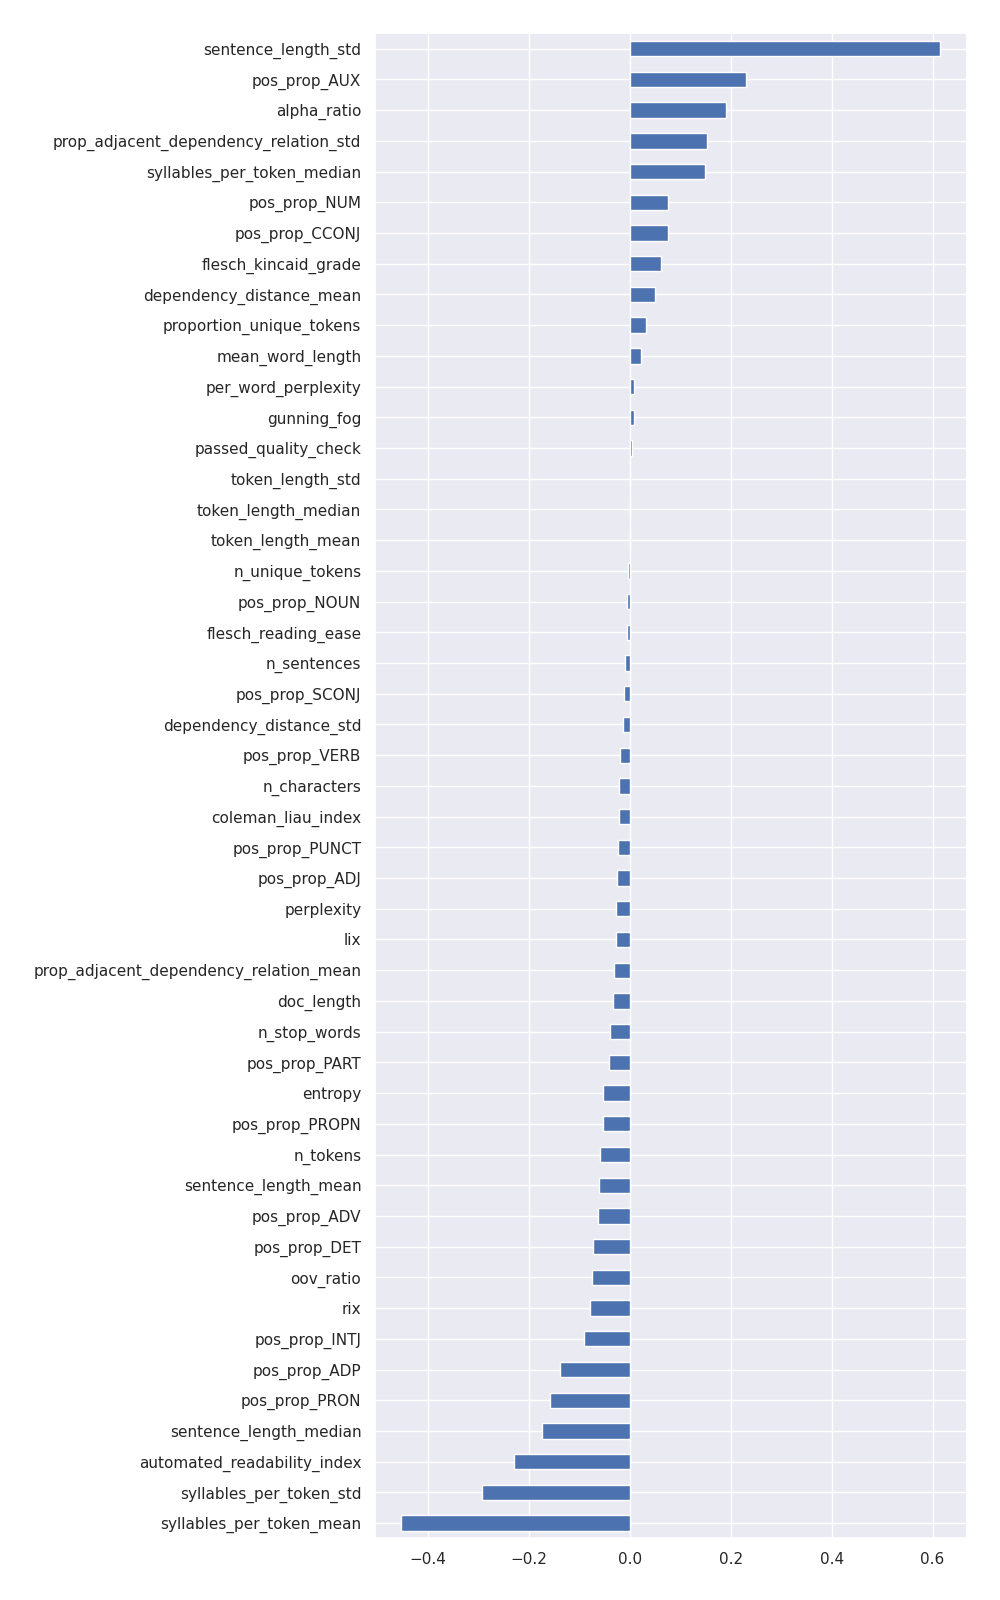 sentence_length_std
pos_prop_AUX
alpha_ratio
prop_adjacent_dependency_relation_std
syllables_per_token_median
pos_prop_NUM
pos_prop_CCONJ
flesch_kincaid_grade
dependency_distance_mean
proportion_unique_tokens
mean_word_length
per_word_perplexity
gunning_fog
passed_quality_check
token_length_std
token_length_median
token_length_mean
n_unique_tokens
pos_prop_NOUN
flesch_reading_ease
n_sentences
pos_prop_SCONJ
dependency_distance_std
pos_prop_VERB
n_characters
coleman_liau_index
pos_prop_PUNCT
pos_prop_ADJ
perplexity
lix
prop_adjacent_dependency_relation_mean
doc_length
n_stop_words
pos_prop_PART
entropy
pos_prop_PROPN
n_tokens
sentence_length_mean
pos_prop_ADV
pos_prop_DET
oov_ratio
rix
pos_prop_INTJ
pos_prop_ADP
pos_prop_PRON
sentence_length_median
automated_readability_index
syllables_per_token_std
syllables_per_token_mean
−0.4 −0.2 0.0 0.2 0.4 0.6